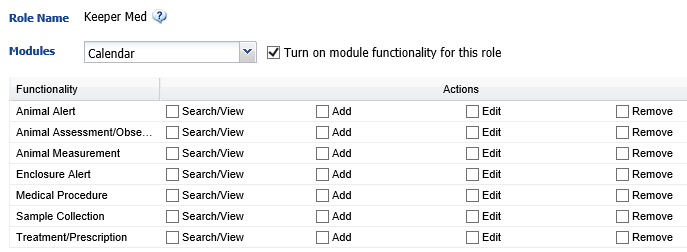 Role Name Keeper Med ?
Modules Calendar Turn on module functionality for this role
Functionality Actions
Animal Alert Search/View Add Edit Remove
Animal Assessment/Obse... Search/View Add Edit Remove
Animal Measurement Search/View Add Edit Remove
Enclosure Alert Search/View Add Edit Remove
Medical Procedure Search/View Add Edit Remove
Sample Collection Search/View Add Edit Remove
Treatment/Prescription Search/View Add Edit Remove